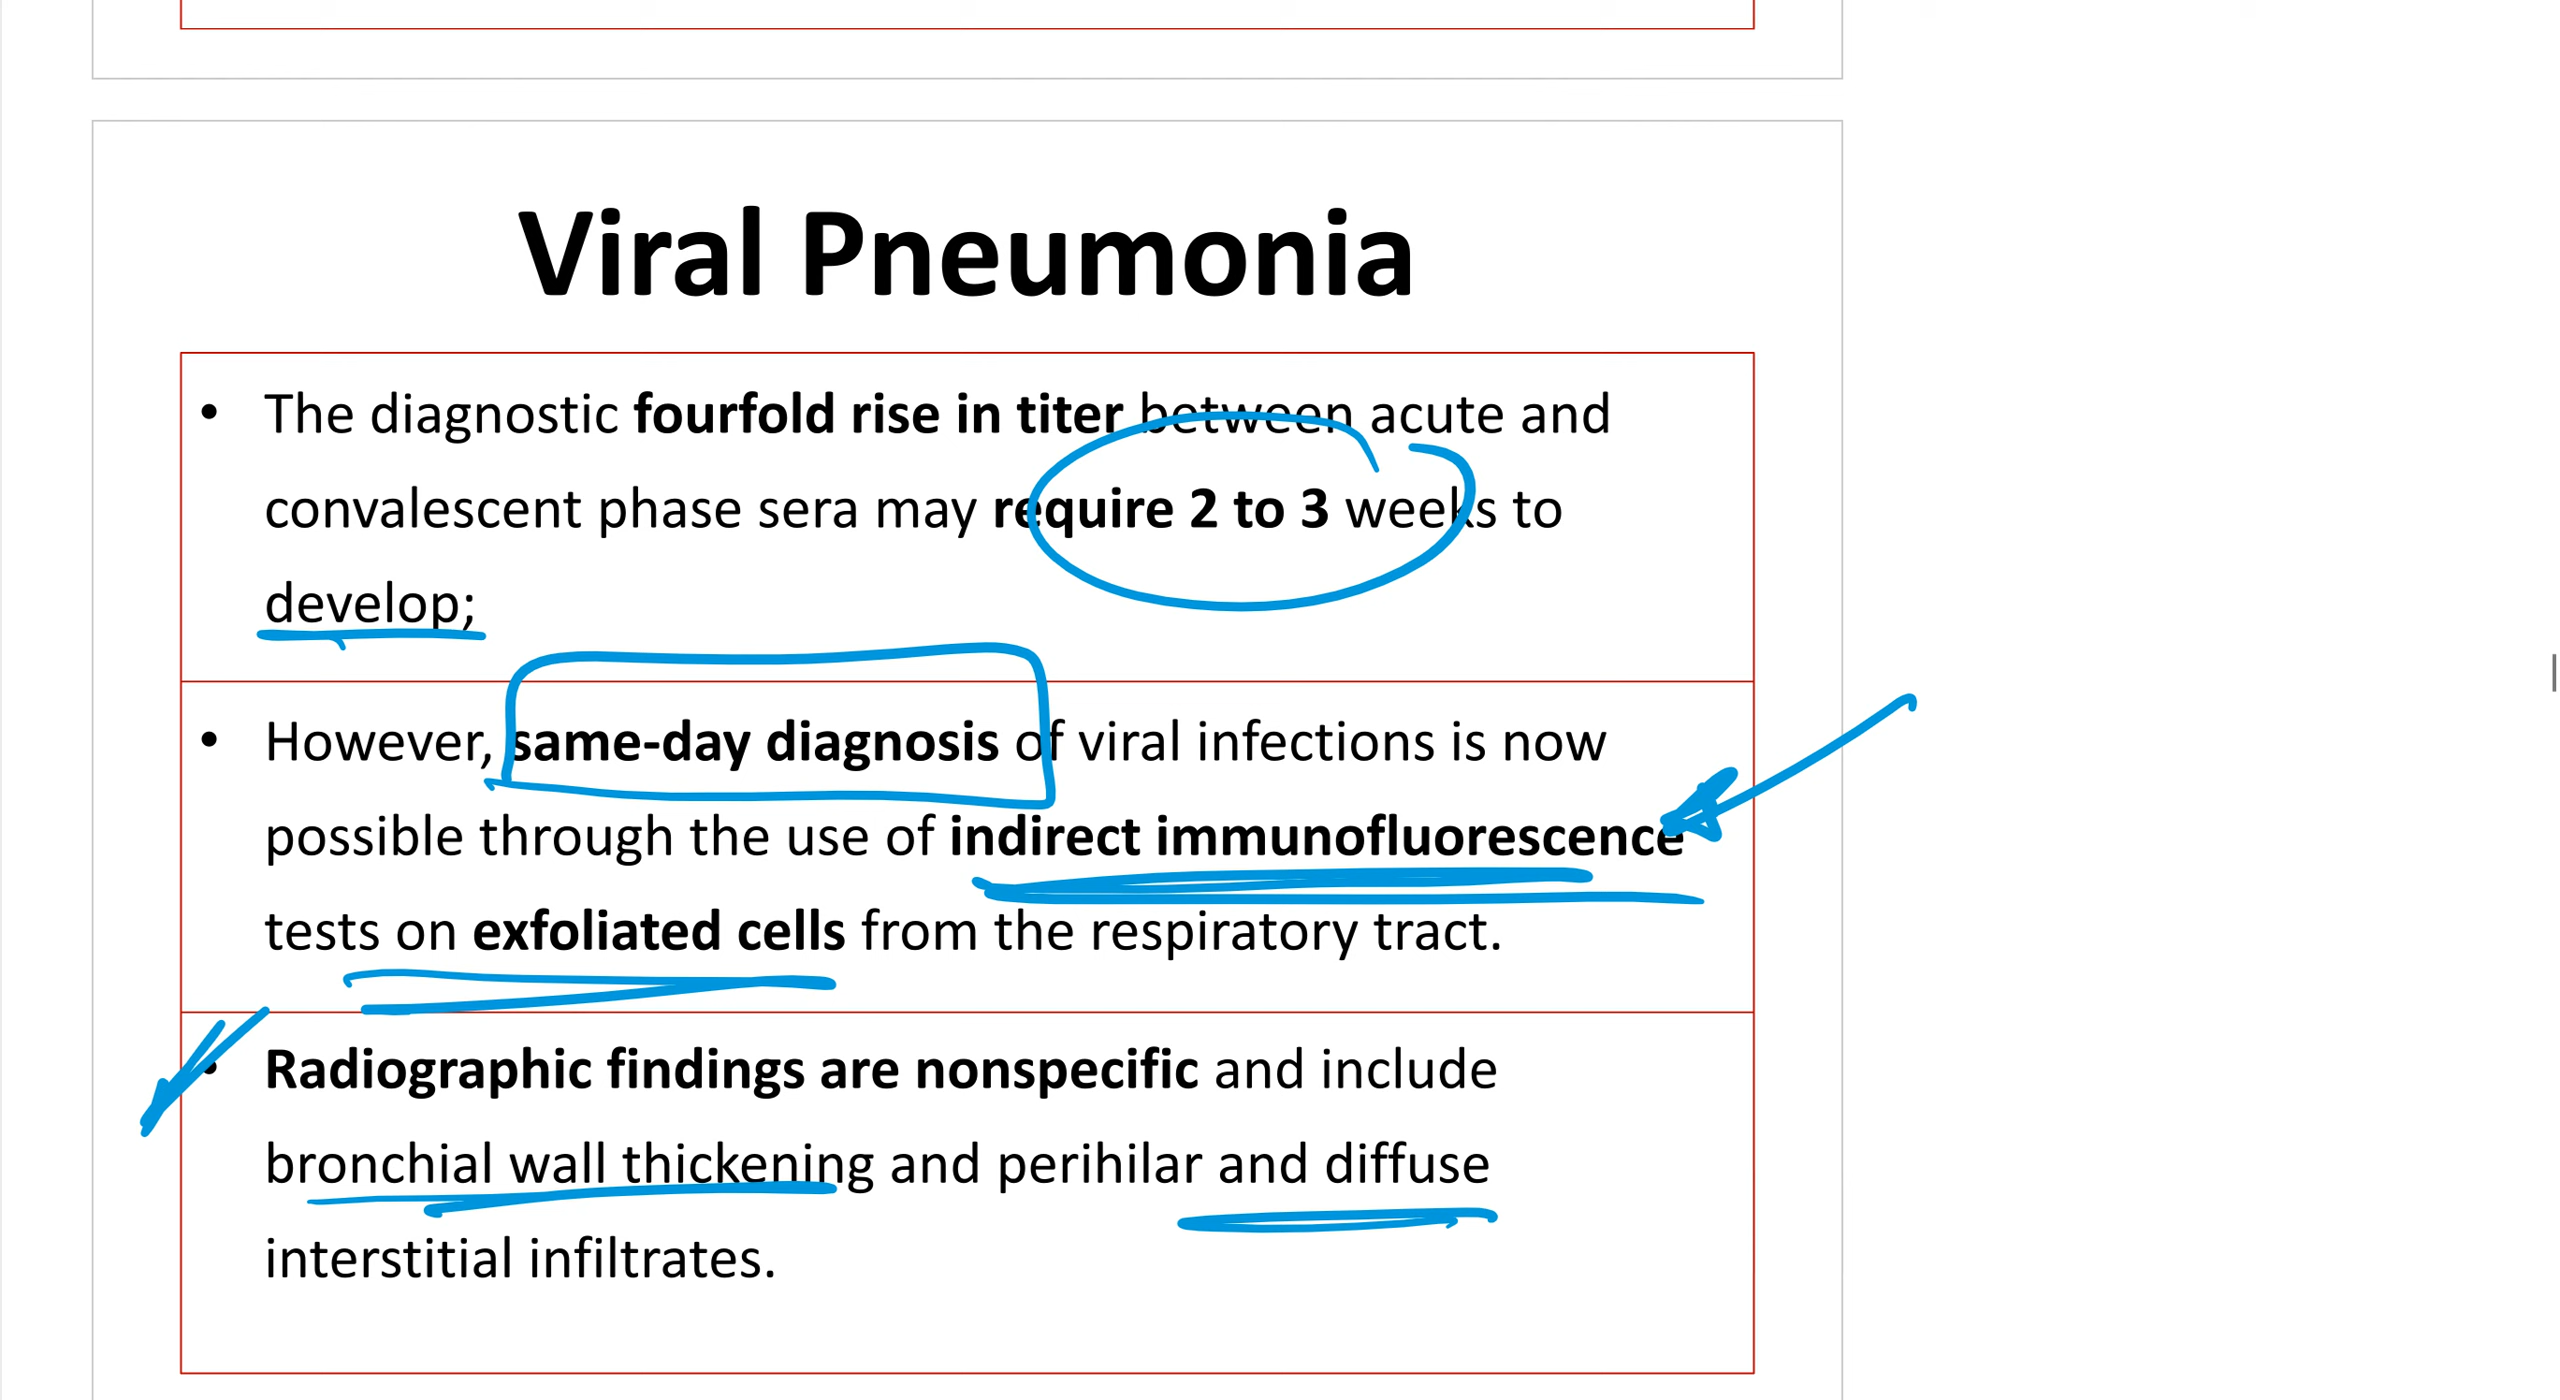 Viral Pneumonia
• The diagnostic fourfold rise in titer between acute and
convalescent phase sera may require 2 to 3 weeks to
develop;
• However, same-day diagnosis of viral infections is now
possible through the use of indirect immunofluorescence
tests on exfoliated cells from the respiratory tract.
• Radiographic findings are nonspecific and include
bronchial wall thickening and perihilar and diffuse
interstitial infiltrates.